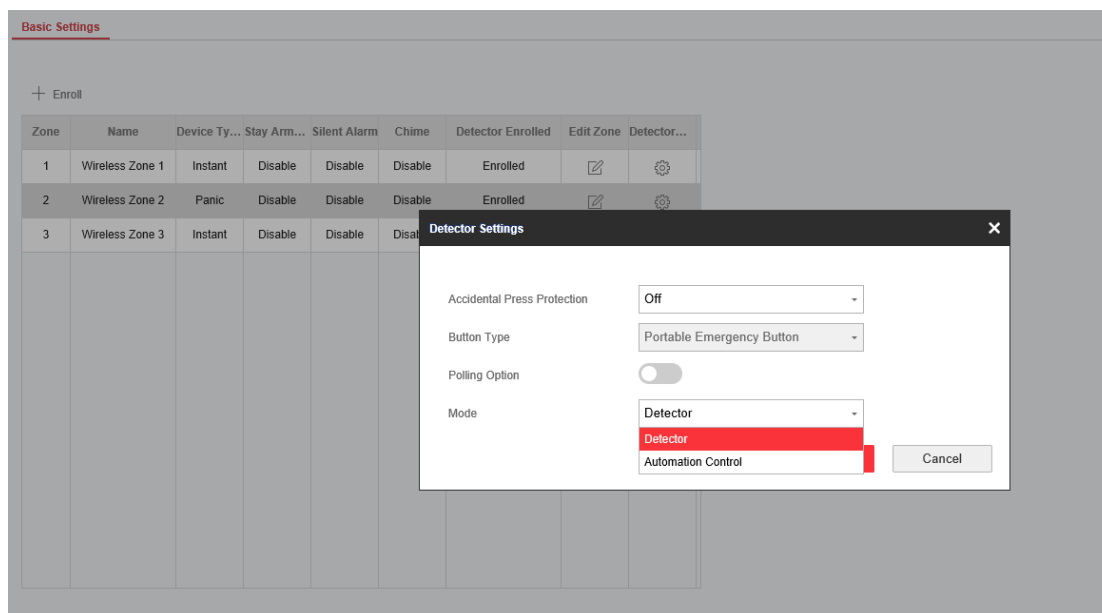 Basic Settings
Enroll
Zone Name Device Ty... Stay Arm... Silent Alarm Chime Detector Enrolled Edit Zone Detector...
1 Wireless Zone 1 Instant Disable Disable Disable Enrolled
2 Wireless Zone 2 Panic Disable Disable Disable Enrolled
3 Wireless Zone 3 Instant Disable Disable
Detector Settings
Accidental Press Protection Off
Button Type Portable Emergency Button
Polling Option
Mode Detector
Detector
Automation Control
Cancel